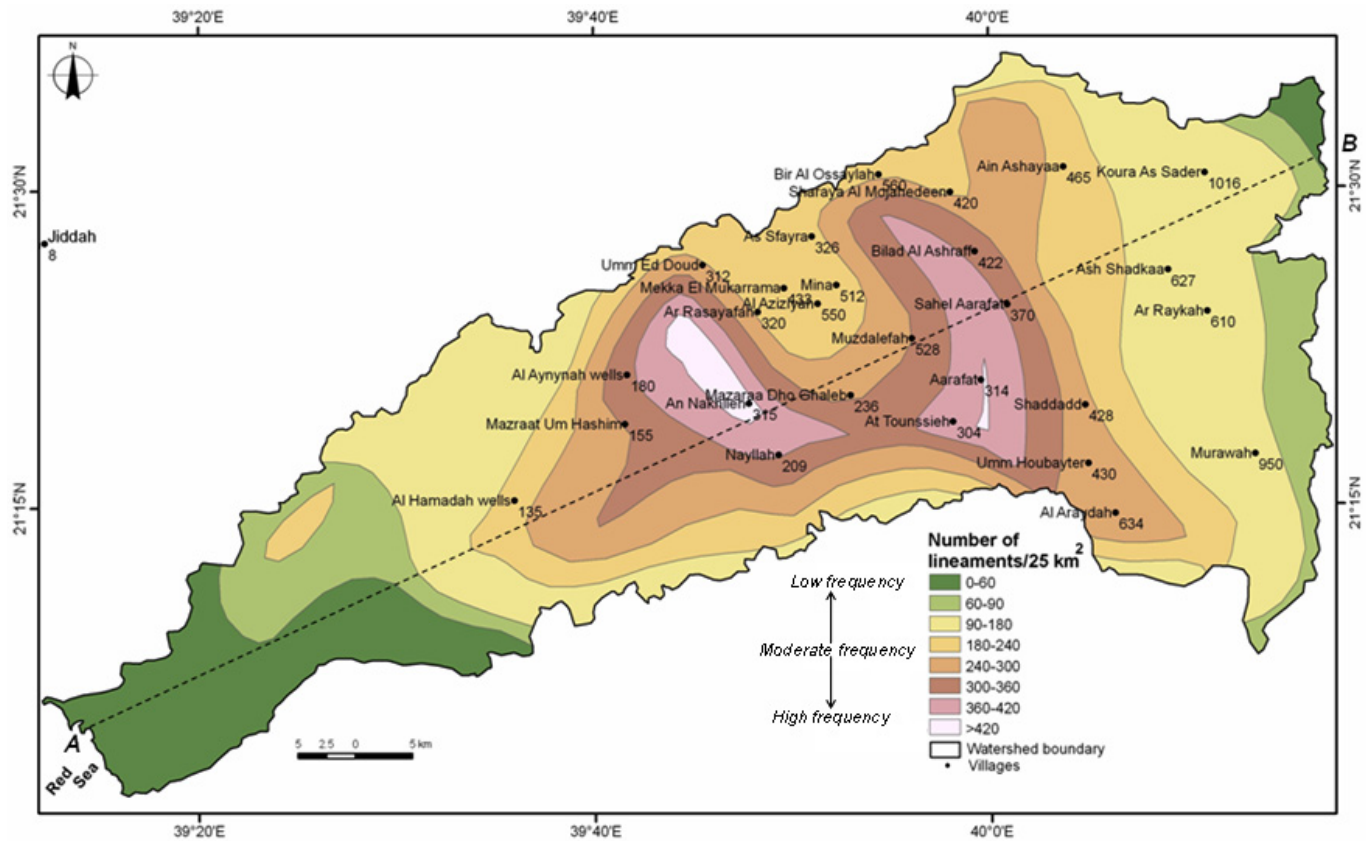 39°20'E 39°40'E 40°0'E
N
B
21°30'N
21°30'N
Jiddah
8
Ain Ashayaa
465
Koura As Sader
1016
Bir Al Ossaylah
560
Sharaya Al Mojahedeen
420
As Sfayra
326
Bilad Al Ashraff
422
Umm Ed Doud
312
Ash Shadkaa
627
Mekka El Mukarrama
433
Mina
512
Al Aziziyah
550
Sahel Aarafat
370
Ar Rasayafah
320
Ar Raykah
610
Muzdalefah
528
Al Aynynah wells
180
Aarafat
314
Mazaraa Dho Ghaleb
236
An Nakhileh
315
Shaddadd
428
Mazraat Um Hashim
155
At Tounssieh
304
Nayllah
209
Umm Houbayter
430
Murawah
950
Al Hamadah wells
135
Al Araydah
634
21°15'N
21°15'N
Number of
lineaments/25 km2
Low frequency
Moderate frequency
High frequency
0-60
60-90
90-180
180-240
240-300
300-360
360-420
>420
Watershed boundary
Villages
A
Red Sea
5 2.5 0 5 km
39°20'E 39°40'E 40°0'E